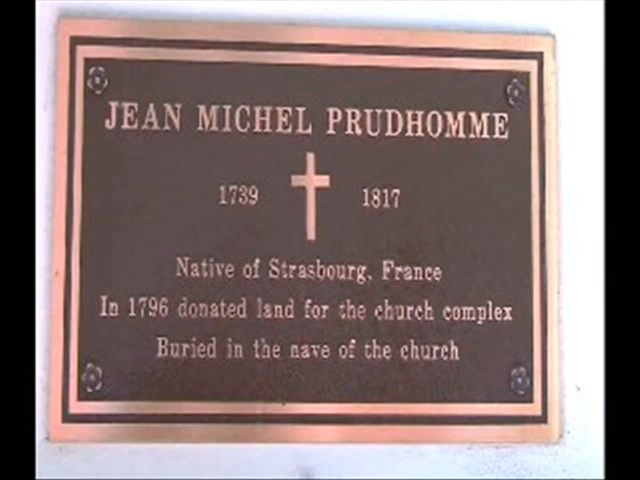 JEAN MICHEL PRUDHOMME
1739 1817
Native of Strasbourg, France
In 1796 donated land for the church complex
Buried in the nave of the church